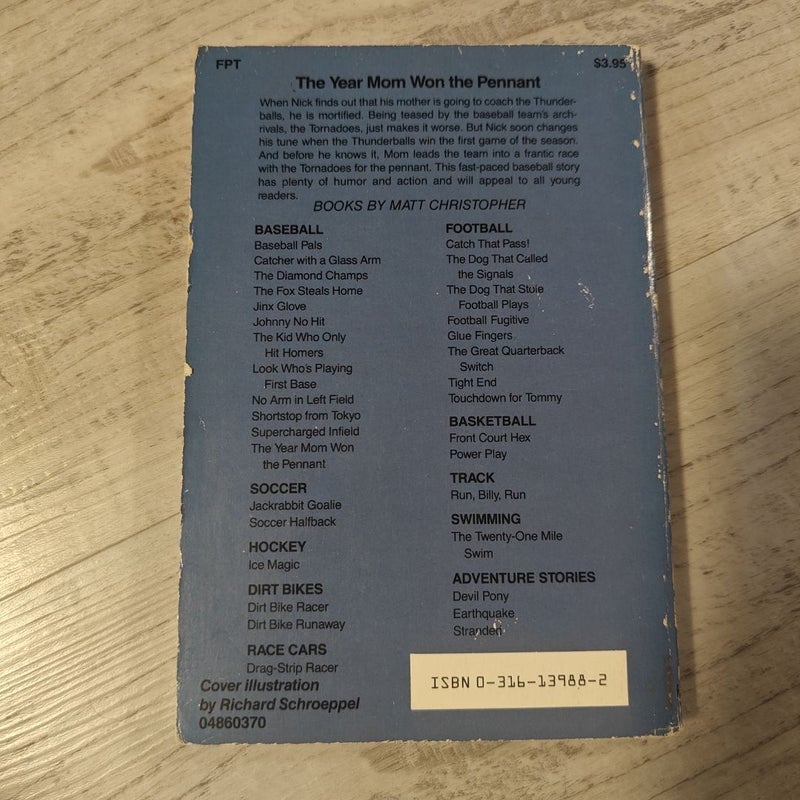 FPT
$3.95
The Year Mom Won the Pennant
When Nick finds out that his mother is going to coach the Thunder-
balls, he is mortified. Being teased by the baseball team's arch-
rivals, the Tornadoes, just makes it worse. But Nick soon changes
his tune when the Thunderballs win the first game of the season.
And before he knows it, Mom leads the team into a frantic race
with the Tornadoes for the pennant. This fast-paced baseball story
has plenty of humor and action and will appeal to all young
readers.
BOOKS BY MATT CHRISTOPHER
BASEBALL
Baseball Pals
Catcher with a Glass Arm
The Diamond Champs
The Fox Steals Home
Jinx Glove
Johnny No Hit
The Kid Who Only
Hit Homers
Look Who's Playing
First Base
No Arm in Left Field
Shortstop from Tokyo
Supercharged Infield
The Year Mom Won
the Pennant
SOCCER
Jackrabbit Goalie
Soccer Halfback
HOCKEY
Ice Magic
DIRT BIKES
Dirt Bike Racer
Dirt Bike Runaway
RACE CARS
Drag-Strip Racer
FOOTBALL
Catch That Pass!
The Dog That Called
the Signals
The Dog That Stole
Football Plays
Football Fugitive
Glue Fingers
The Great Quarterback
Switch
Tight End
Touchdown for Tommy
BASKETBALL
Front Court Hex
Power Play
TRACK
Run, Billy, Run
SWIMMING
The Twenty-One Mile
Swim
ADVENTURE STORIES
Devil Pony
Earthquake
Stranded
Cover illustration
by Richard Schroeppel
04860370
ISBN 0-316-13988-2